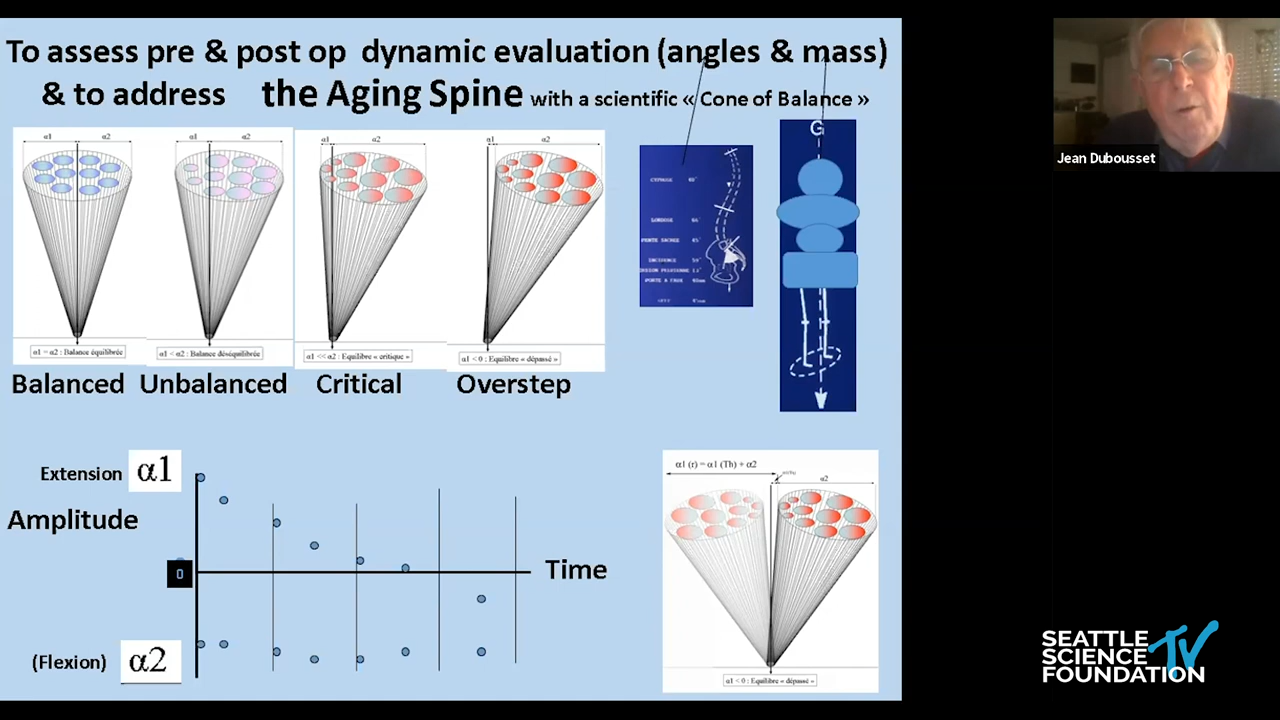 To assess pre & post op dynamic evaluation (angles & mass)
& to address the Aging Spine with a scientific « Cone of Balance »
α1 α2
α1 α2
α1 α2
α1 α2
α1 = α2 : Balance équilibrée
α1 < α2 : Balance déséquilibrée
α1 << α2 : Equilibre « critique »
α1 < 0 : Equilibre « dépassé »
Balanced Unbalanced Critical Overstep
G
Jean Dubousset
Extension α1
Amplitude
0
Time
(Flexion) α2
α1 (r) = α1 (Th) + α2
α2
α1 < 0 : Equilibre « dépassé »
SEATTLE
SCIENCE
FOUNDATION
TV